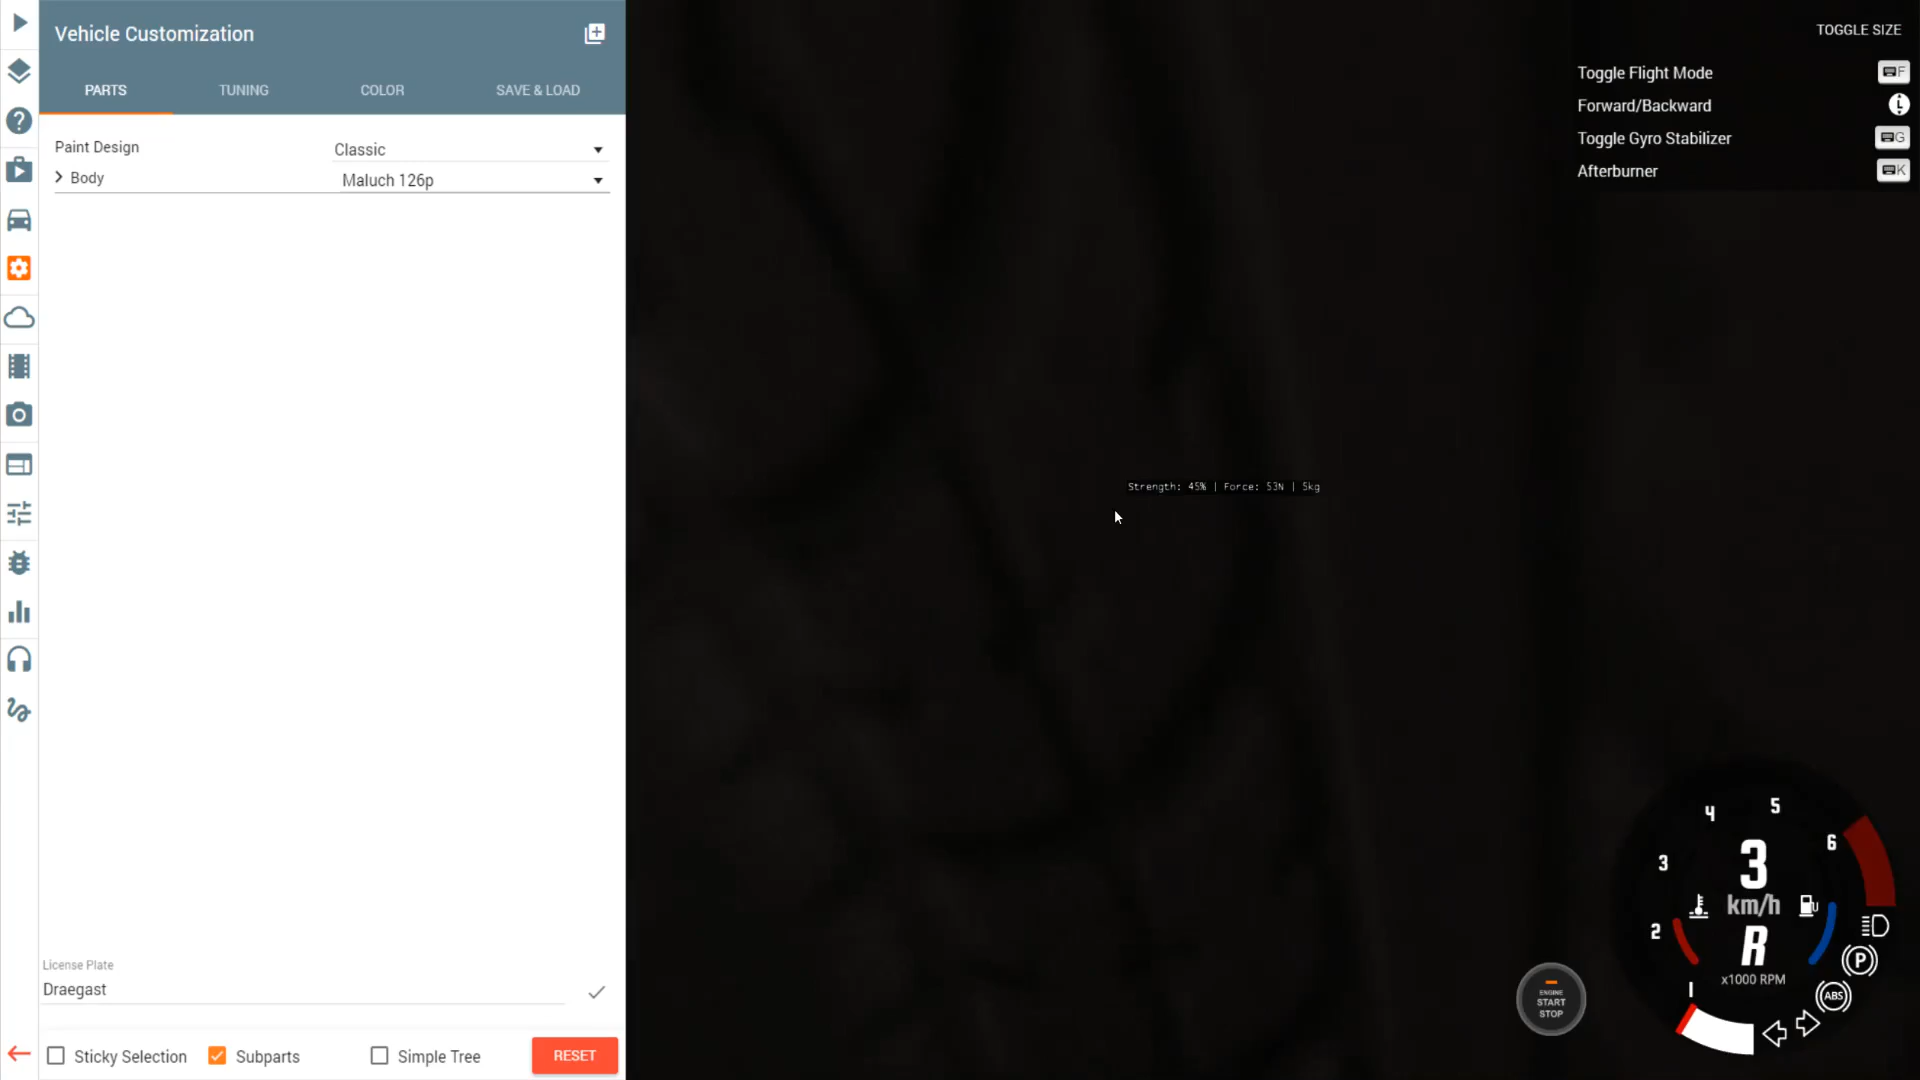 Vehicle Customization
PARTS
TUNING
COLOR
SAVE & LOAD
Paint Design
Classic
Body
Maluch 126p
License Plate
Draegast
Sticky Selection
Subparts
Simple Tree
RESET
Strength: 45% | Force: 53N | 5kg
TOGGLE SIZE
Toggle Flight Mode F
Forward/Backward L
Toggle Gyro Stabilizer G
Afterburner K
ENGINE
START
STOP
1
2
3
4
5
6
3
km/h
R
x1000 RPM
P
ABS